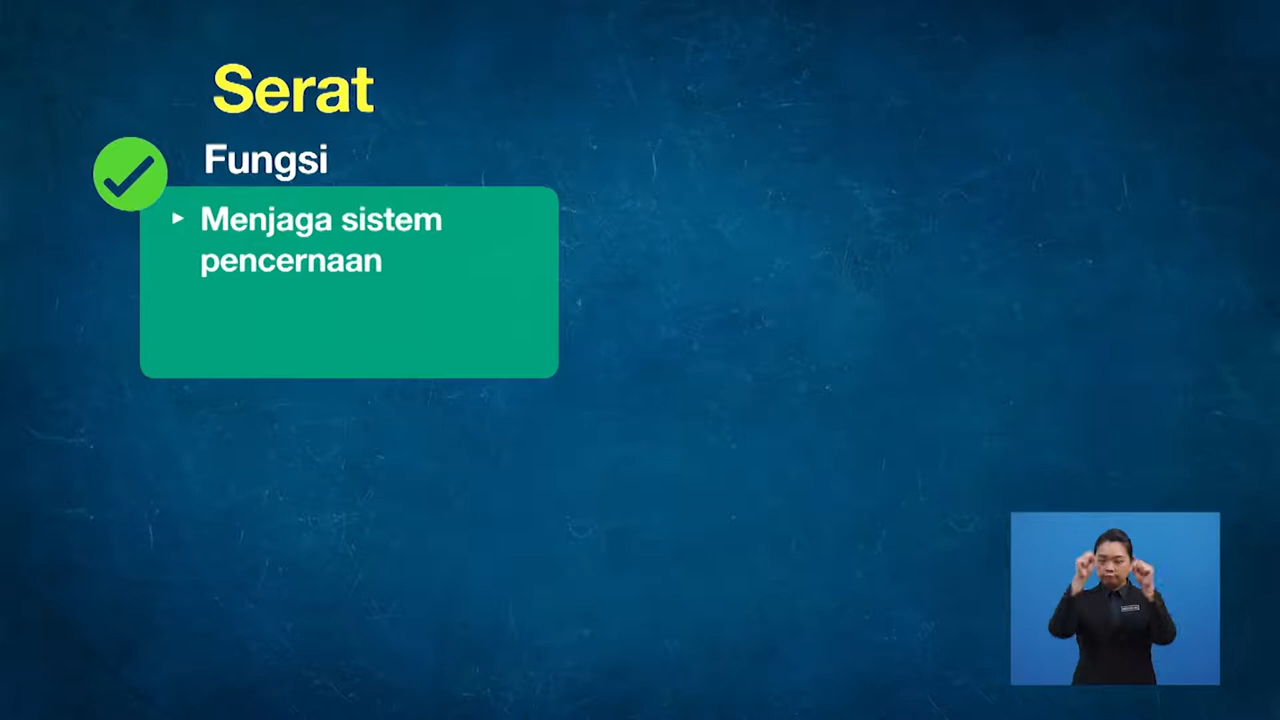 Serat
Fungsi
Menjaga sistem
pencernaan